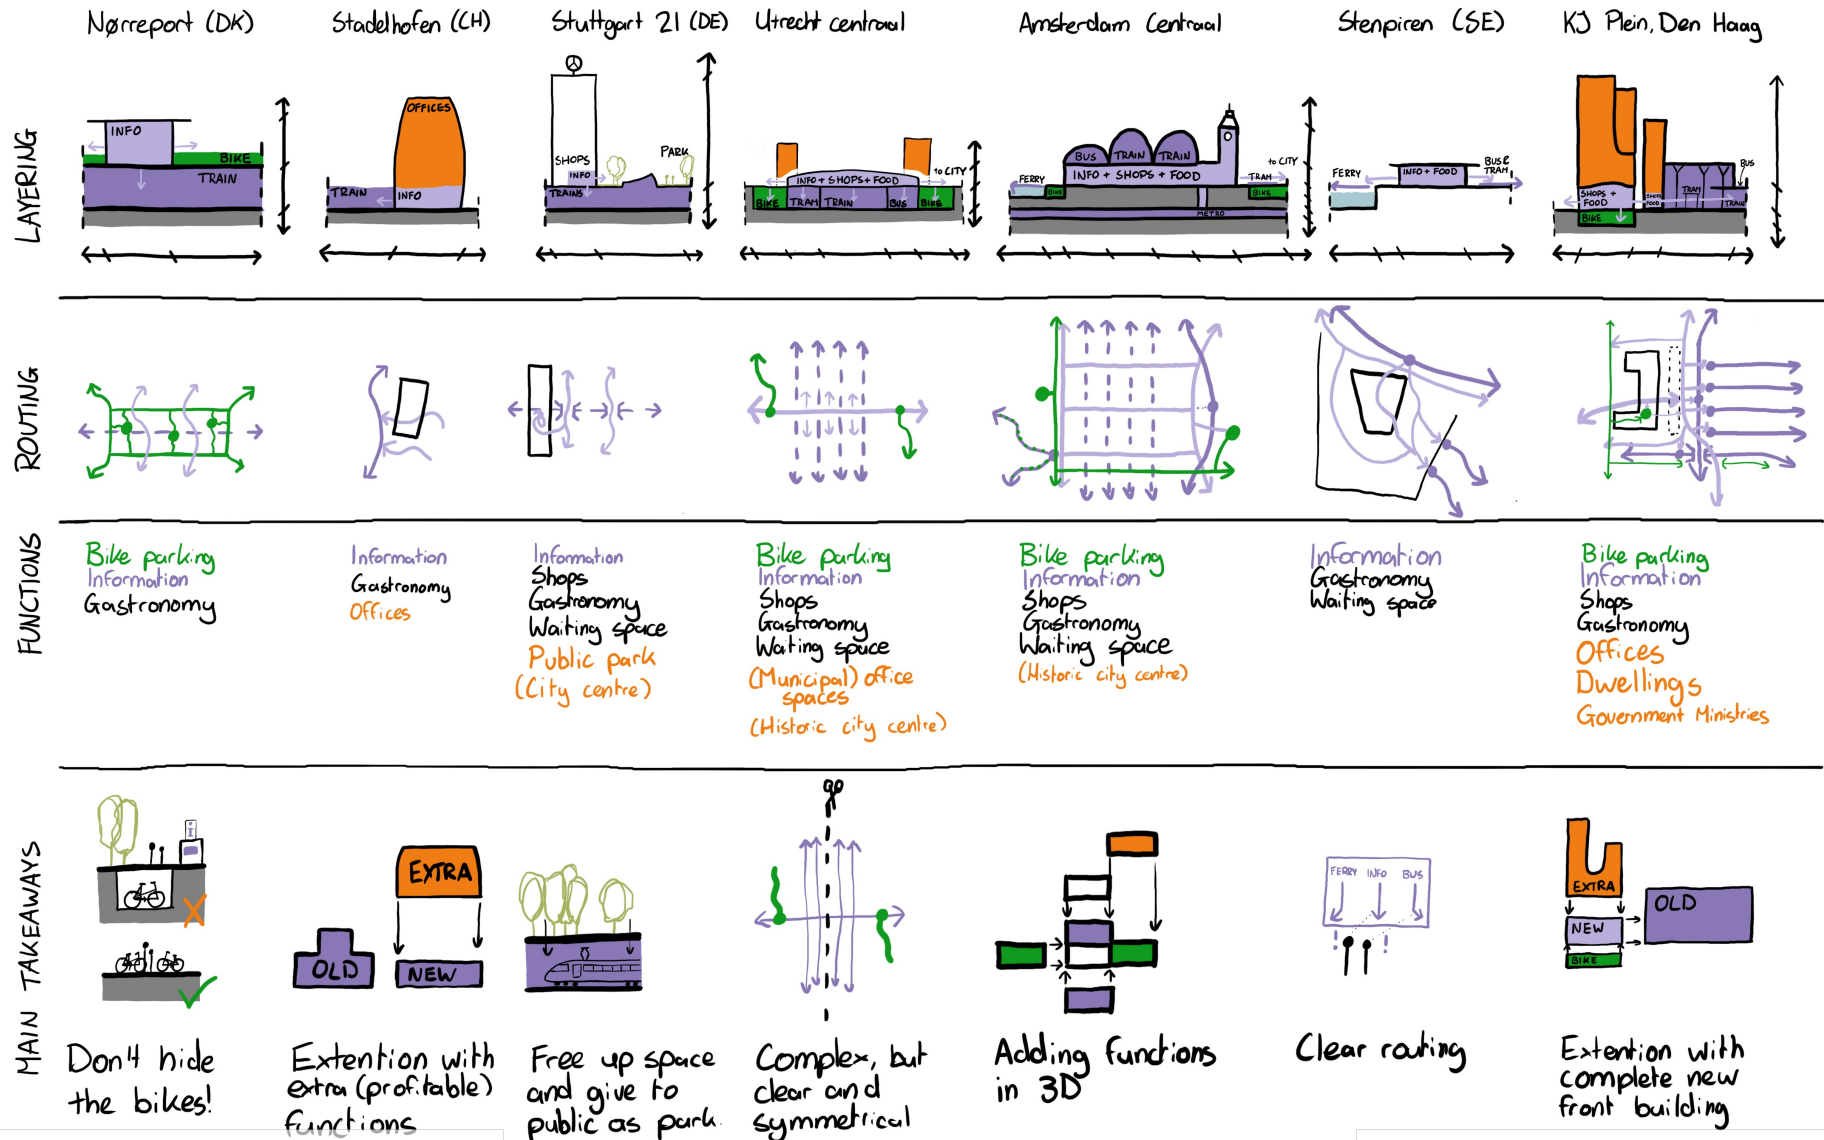 Nørreport (DK)
Stadelhofen (CH)
Stuttgart 21 (DE)
Utrecht centraal
Amsterdam Centraal
Stenpiren (SE)
KJ Plein, Den Haag
LAYERING
INFO
BIKE
TRAIN
OFFICES
TRAIN
INFO
SHOPS
INFO
TRAINS
PARK
INFO + SHOPS + FOOD
to CITY
BIKE
TRAM
TRAIN
BUS
BIKE
BUS
TRAIN
TRAIN
INFO + SHOPS + FOOD
FERRY
BIKE
to CITY
TRAM
BIKE
METRO
FERRY
INFO + FOOD
BUS &
TRAM
SHOPS +
FOOD
BIKE
SHOPS
FOOD
TRAM
BUS
TRAIN
ROUTING
FUNCTIONS
Bike parking
Information
Gastronomy
Information
Gastronomy
Offices
Information
Shops
Gastronomy
Waiting space
Public park
(City centre)
Bike parking
Information
Shops
Gastronomy
Waiting space
(Municipal) office
spaces
(Historic city centre)
Bike parking
Information
Shops
Gastronomy
Waiting space
(Historic city centre)
Information
Gastronomy
Waiting space
Bike parking
Information
Shops
Gastronomy
Offices
Dwellings
Government Ministries
MAIN TAKEAWAYS
i
Don't hide
the bikes!
EXTRA
OLD
NEW
Extention with
extra (profitable)
functions
Free up space
and give to
public as park.
Complex, but
clear and
symmetrical
Adding functions
in 3D
FERRY
INFO
BUS
!
!
Clear routing
EXTRA
NEW
BIKE
OLD
Extention with
complete new
front building